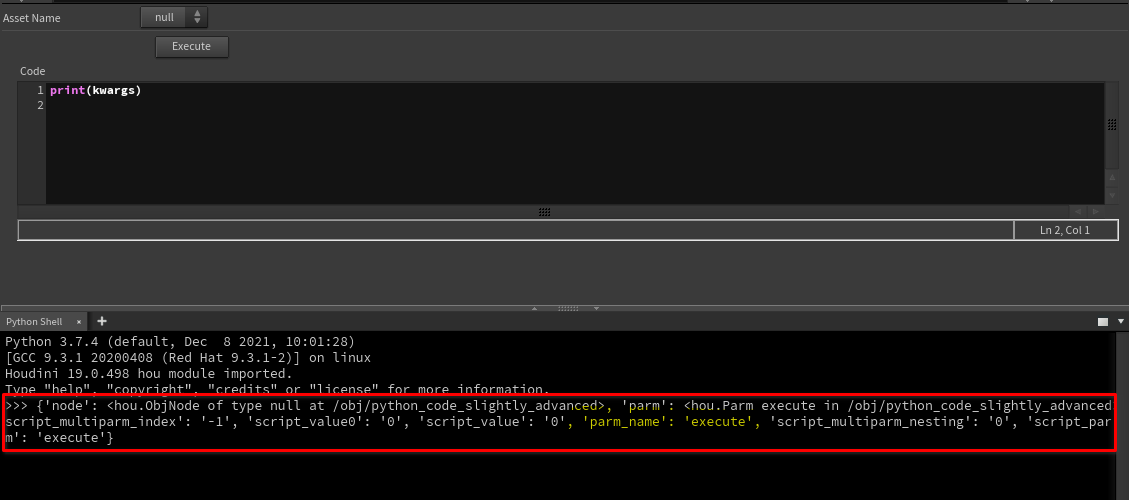 Asset Name null
Execute
Code
1 print(kwargs)
2
Ln 2, Col 1
Python Shell × +
Python 3.7.4 (default, Dec  8 2021, 10:01:28)
[GCC 9.3.1 20200408 (Red Hat 9.3.1-2)] on linux
Houdini 19.0.498 hou module imported.
Type "help", "copyright", "credits" or "license" for more information.
>>> {'node': <hou.ObjNode of type null at /obj/python_code_slightly_advanced>, 'parm': <hou.Parm execute in /obj/python_code_slightly_advanced
script_multiparm_index': '-1', 'script_value0': '0', 'script_value': '0', 'parm_name': 'execute', 'script_multiparm_nesting': '0', 'script_par
m': 'execute'}